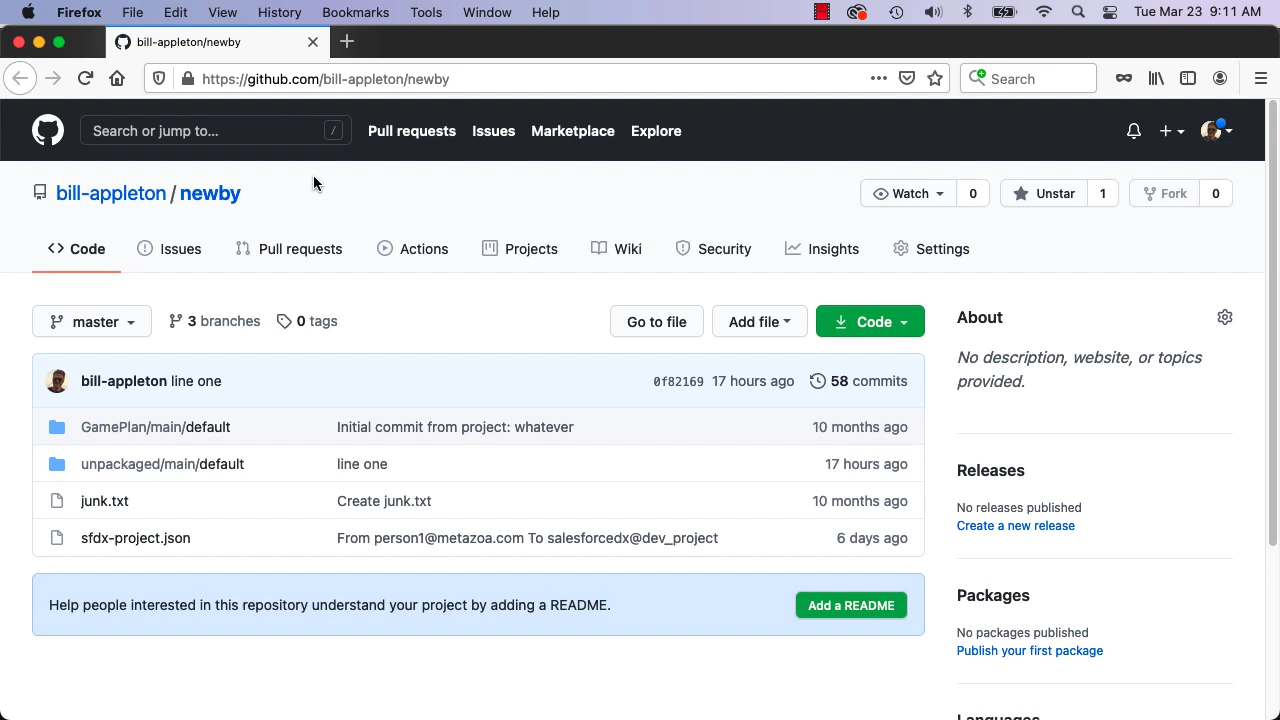 Firefox File Edit View History Bookmarks Tools Window Help Tue Mar 23 9:11 AM
bill-appleton/newby
https://github.com/bill-appleton/newby Search
Search or jump to... / Pull requests Issues Marketplace Explore
bill-appleton / newby Watch 0 Unstar 1 Fork 0
Code Issues Pull requests Actions Projects Wiki Security Insights Settings
master 3 branches 0 tags Go to file Add file Code
bill-appleton line one 0f82169 17 hours ago 58 commits
GamePlan/main/default Initial commit from project: whatever 10 months ago
unpackaged/main/default line one 17 hours ago
junk.txt Create junk.txt 10 months ago
sfdx-project.json From person1@metazoa.com To salesforcedx@dev_project 6 days ago
Help people interested in this repository understand your project by adding a README. Add a README
About
No description, website, or topics
provided.
Releases
No releases published
Create a new release
Packages
No packages published
Publish your first package
Languages